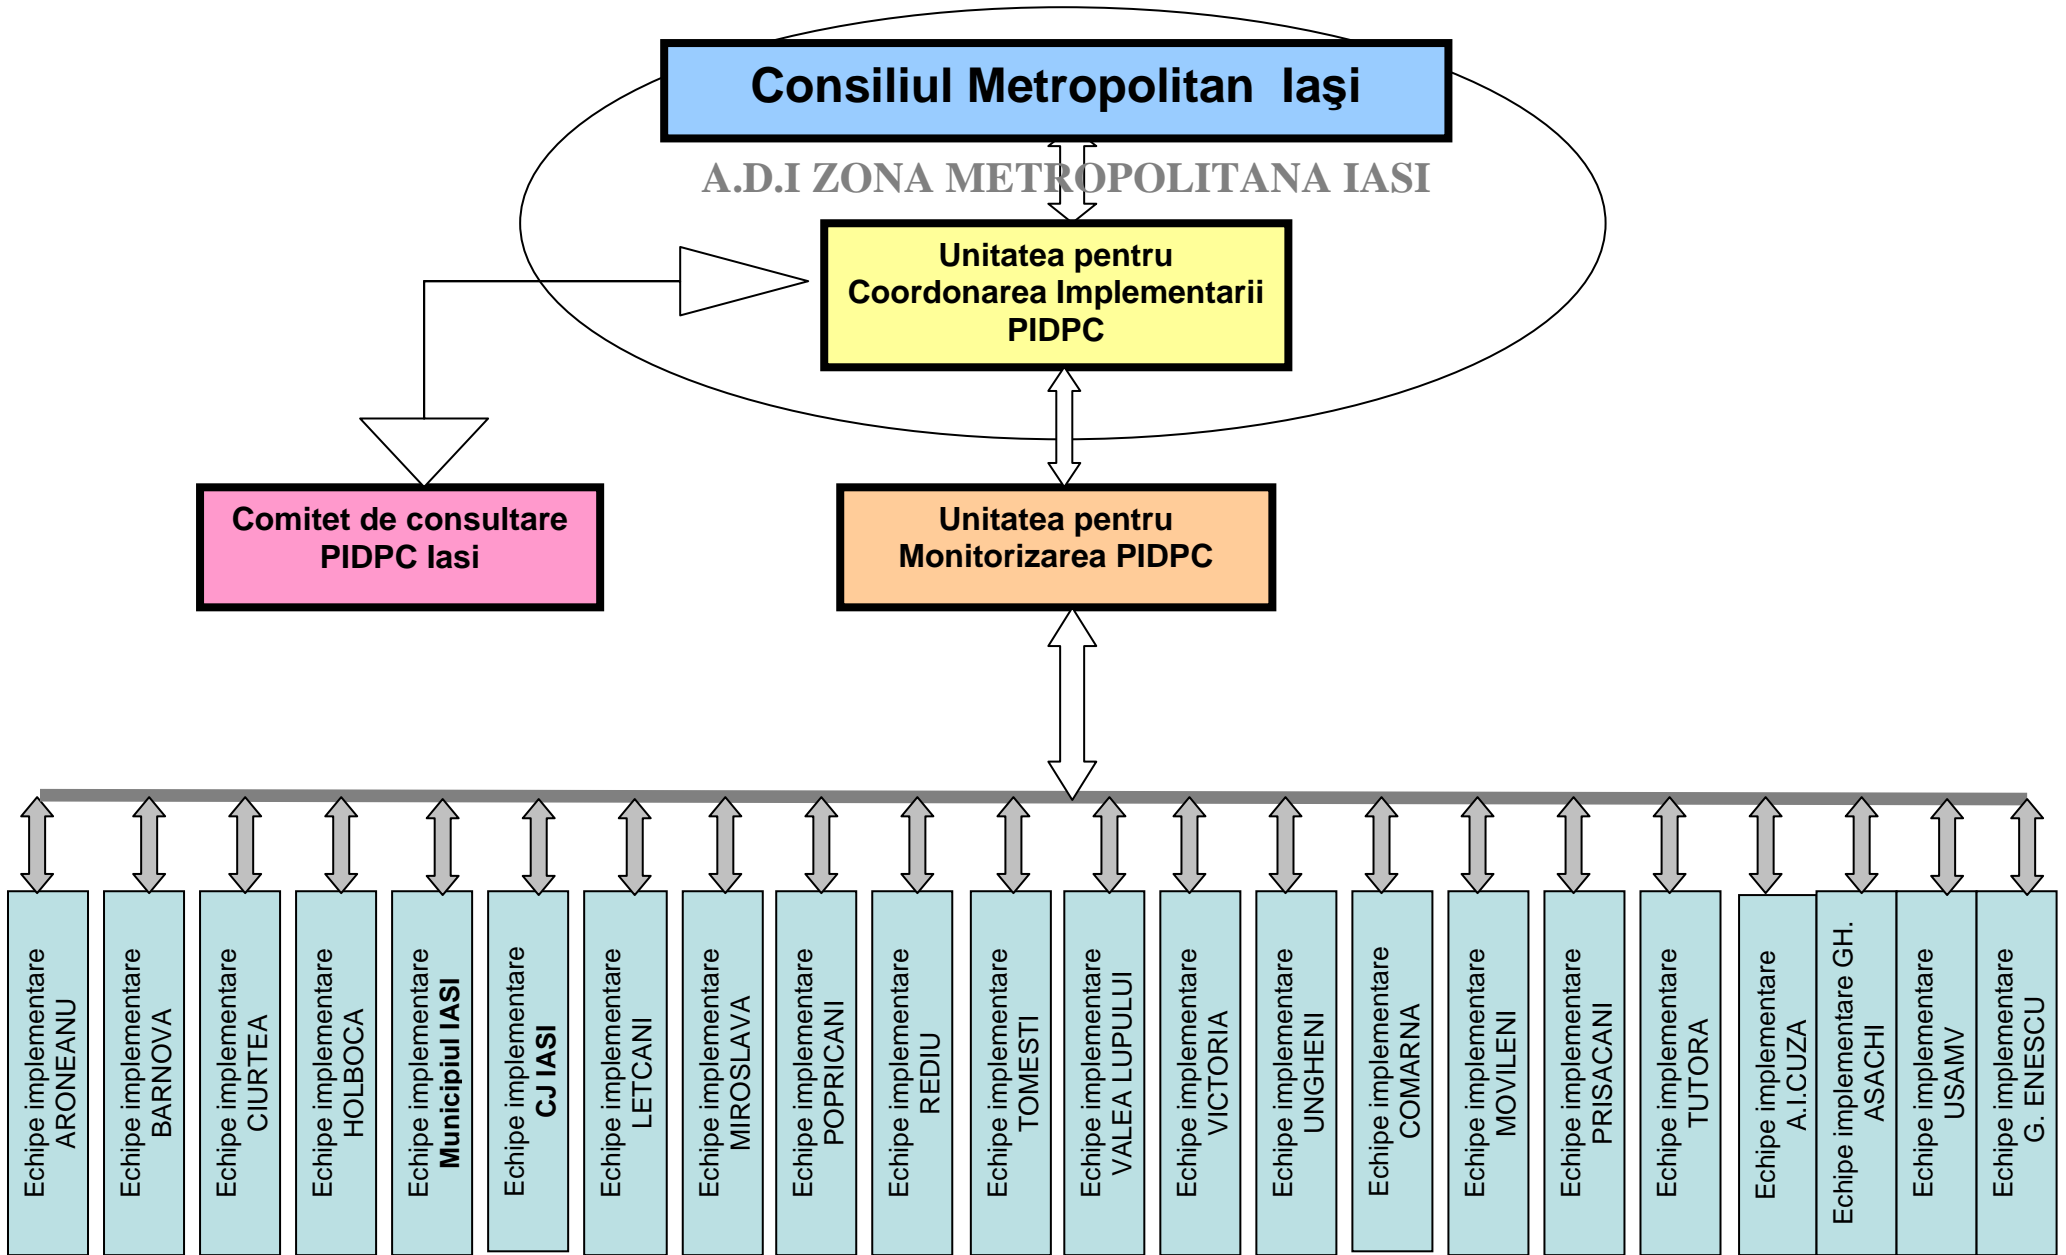 Consiliul Metropolitan Iaşi
A.D.I ZONA METROPOLITANA IASI
Unitatea pentru
Coordonarea Implementarii
PIDPC
Comitet de consultare
PIDPC Iasi
Unitatea pentru
Monitorizarea PIDPC
Echipe implementare
ARONEANU
Echipe implementare
BARNOVA
Echipe implementare
CIURTEA
Echipe implementare
HOLBOCA
Echipe implementare
Municipiul IASI
Echipe implementare
CJ IASI
Echipe implementare
LETCANI
Echipe implementare
MIROSLAVA
Echipe implementare
POPRICANI
Echipe implementare
REDIU
Echipe implementare
TOMESTI
Echipe implementare
VALEA LUPULUI
Echipe implementare
VICTORIA
Echipe implementare
UNGHENI
Echipe implementare
COMARNA
Echipe implementare
MOVILENI
Echipe implementare
PRISACANI
Echipe implementare
TUTORA
Echipe implementare
A.I.CUZA
Echipe implementare GH.
ASACHI
Echipe implementare
USAMV
Echipe implementare
G. ENESCU